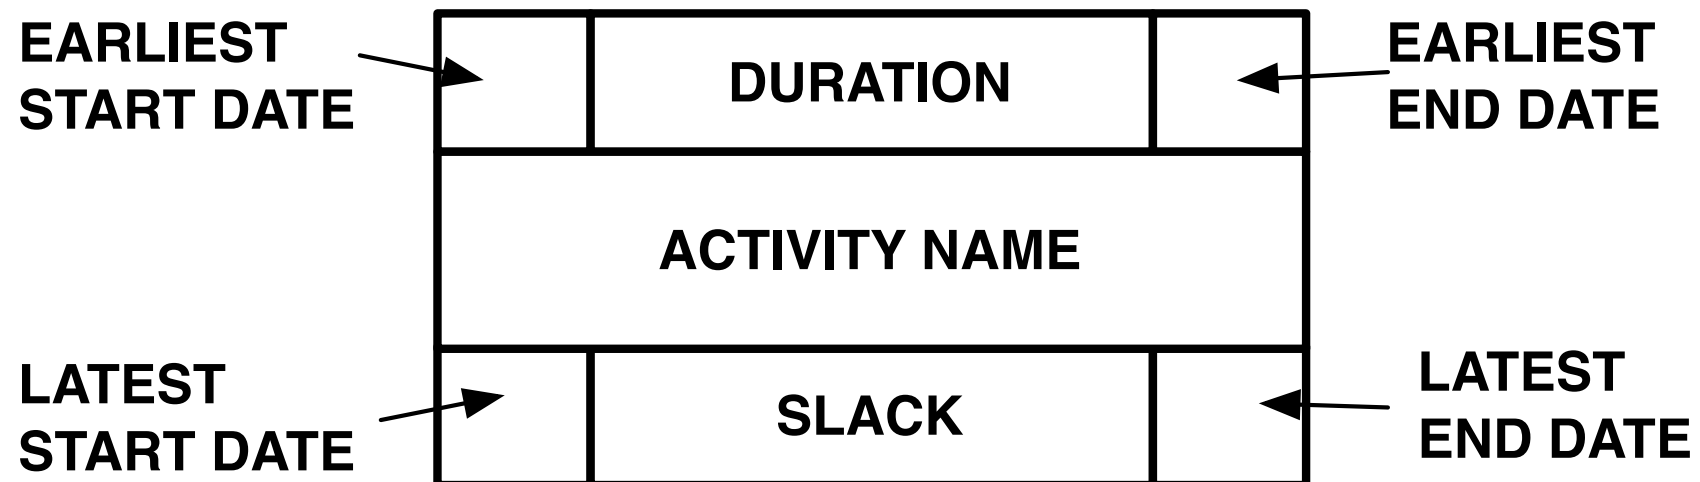 EARLIEST
START DATE
DURATION
EARLIEST
END DATE
ACTIVITY NAME
LATEST
START DATE
SLACK
LATEST
END DATE